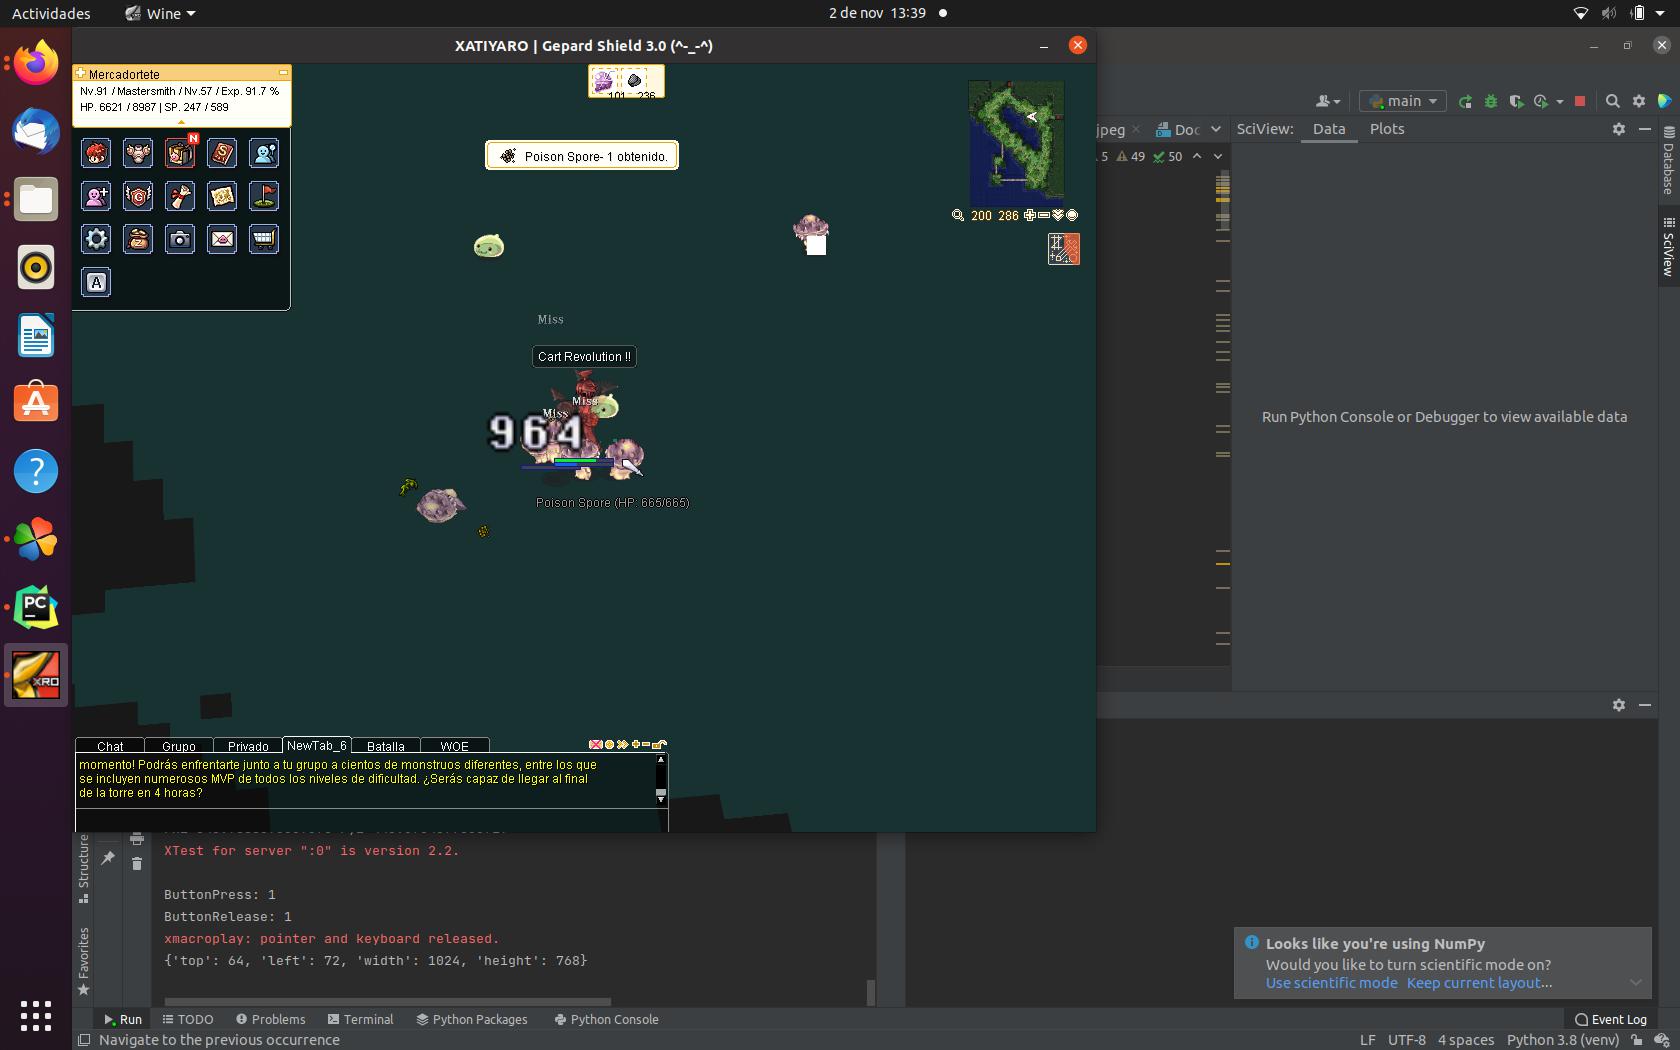 Actividades
Wine
2 de nov 13:39
XATIYARO | Gepard Shield 3.0 (^-_-^)
Mercadortete
Nv.91 / Mastersmith / Nv.57 / Exp. 91.7 %
HP. 6621 / 8987 | SP. 247 / 589
N
A
101 236
Poison Spore- 1 obtenido.
200 286
Miss
Cart Revolution !!
Miss
Miss
964
Poison Spore (HP: 665/665)
Chat
Grupo
Privado
NewTab_6
Batalla
WOE
momento! Podrás enfrentarte junto a tu grupo a cientos de monstruos diferentes, entre los que
se incluyen numerosos MVP de todos los niveles de dificultad. ¿Serás capaz de llegar al final
de la torre en 4 horas?
main
jpeg
Doc
SciView:
Data
Plots
5 49 50
Database
SciView
Run Python Console or Debugger to view available data
PC
XRO
Structure
Favorites
XTest for server ":0" is version 2.2.
ButtonPress: 1
ButtonRelease: 1
xmacroplay: pointer and keyboard released.
{'top': 64, 'left': 72, 'width': 1024, 'height': 768}
Looks like you're using NumPy
Would you like to turn scientific mode on?
Use scientific mode Keep current layout...
Run
TODO
Problems
Terminal
Python Packages
Python Console
Event Log
Navigate to the previous occurrence
LF UTF-8 4 spaces Python 3.8 (venv)